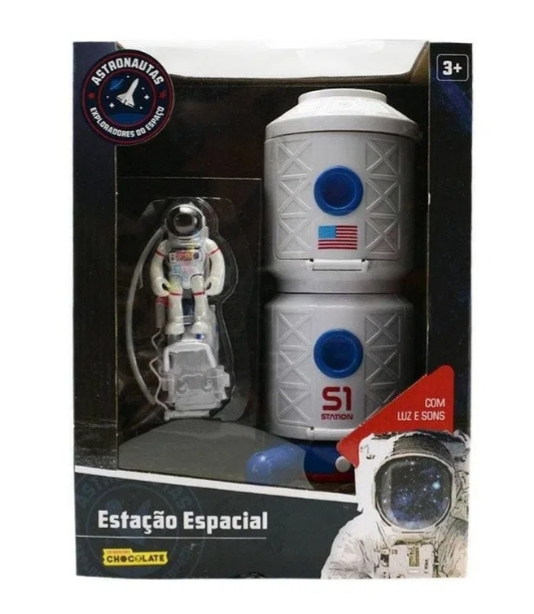 ASTRONAUTAS
EXPLORADORES DO ESPAÇO
3+
S1
STATION
COM
LUZ E SONS
Estação Espacial
CHOCOLATE